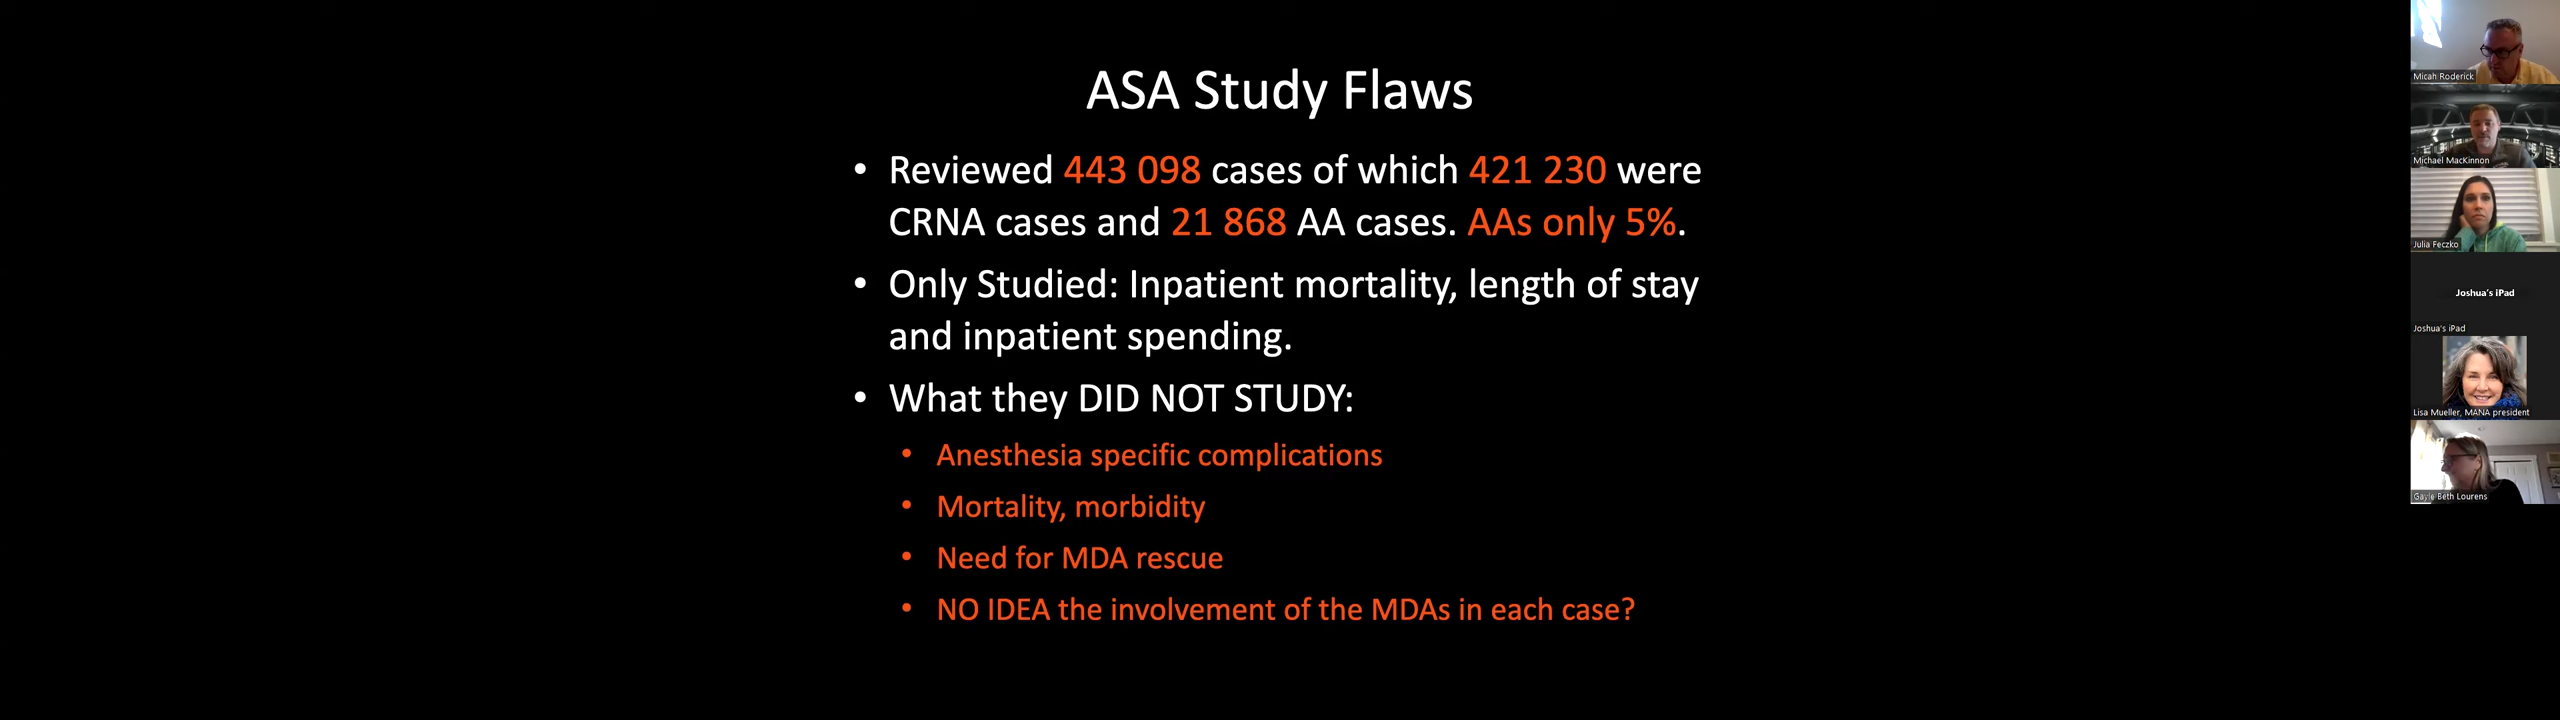 ASA Study Flaws
• Reviewed 443 098 cases of which 421 230 were
CRNA cases and 21 868 AA cases. AAs only 5%.
• Only Studied: Inpatient mortality, length of stay
and inpatient spending.
• What they DID NOT STUDY:
• Anesthesia specific complications
• Mortality, morbidity
• Need for MDA rescue
• NO IDEA the involvement of the MDAs in each case?
Micah Roderick
Michael MacKinnon
Julia Feczko
Joshua's iPad
Joshua's iPad
Lisa Mueller, MANA president
Gayle Beth Lourens